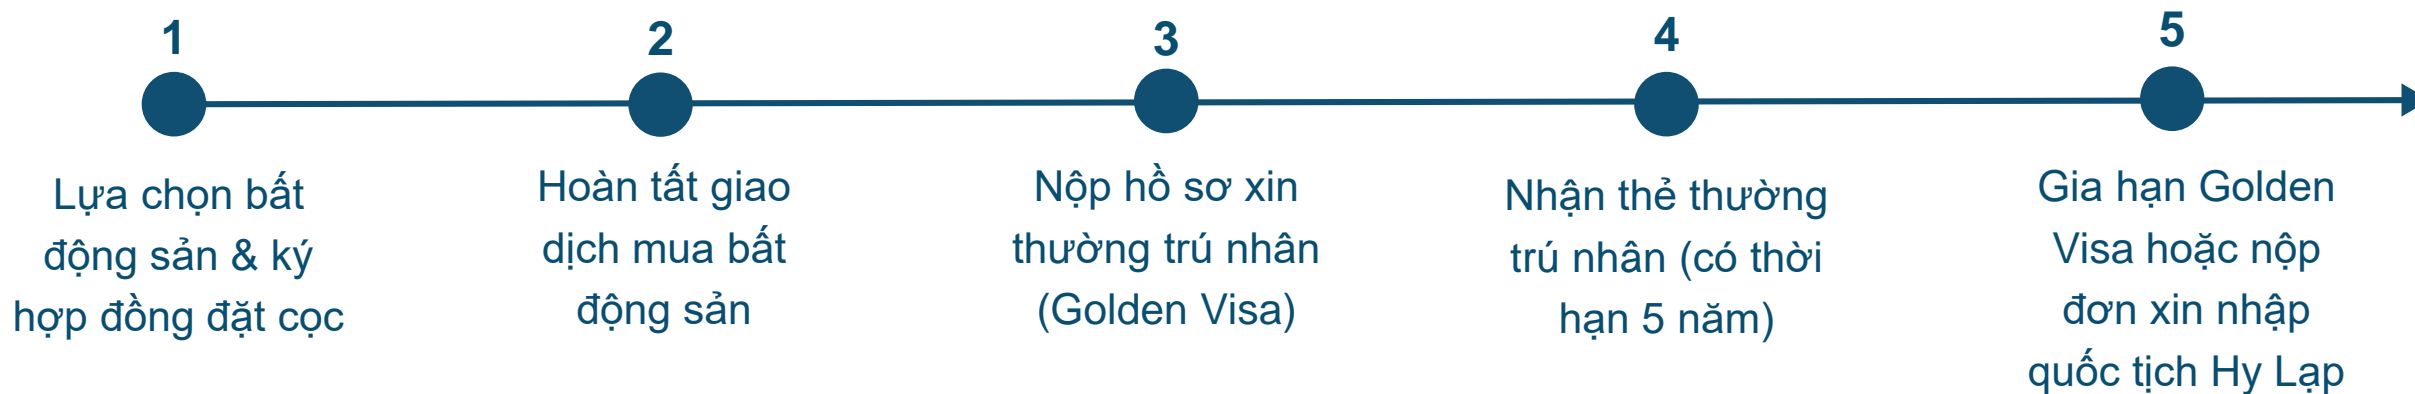 1
Lựa chọn bất
động sản & ký
hợp đồng đặt cọc
2
Hoàn tất giao
dịch mua bất
động sản
3
Nộp hồ sơ xin
thường trú nhân
(Golden Visa)
4
Nhận thẻ thường
trú nhân (có thời
hạn 5 năm)
5
Gia hạn Golden
Visa hoặc nộp
đơn xin nhập
quốc tịch Hy Lạp